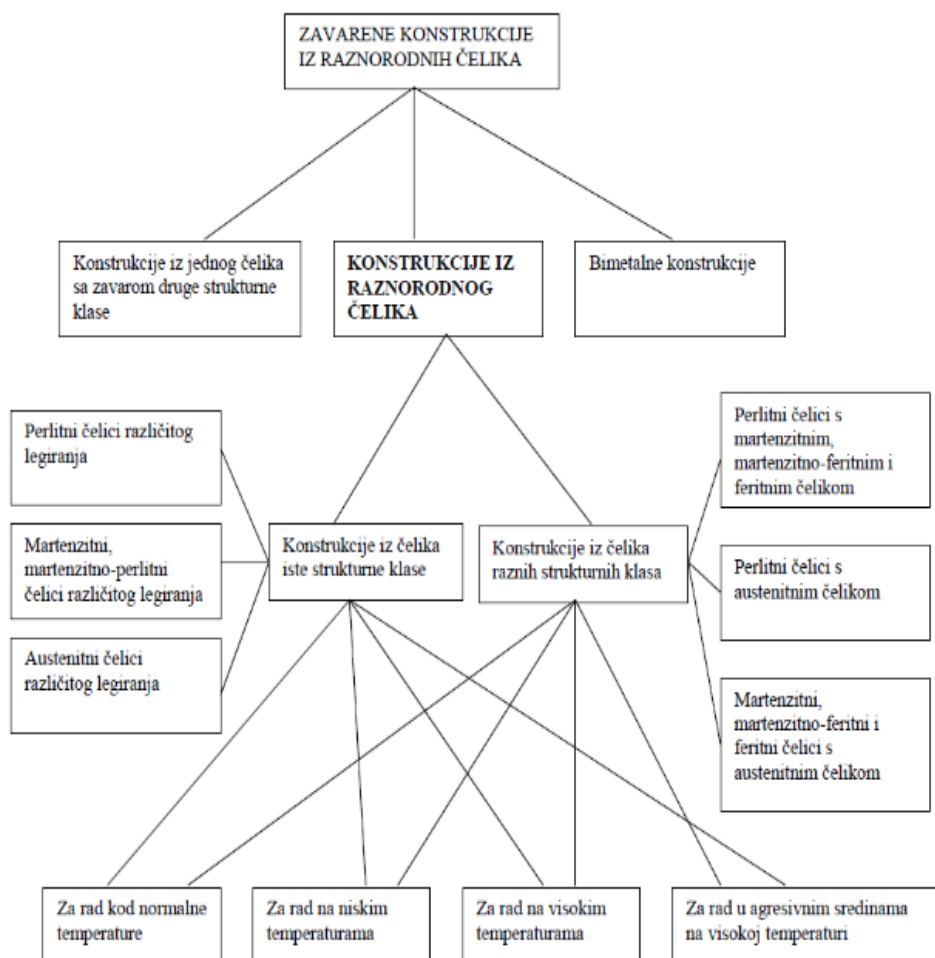 ZAVARENE KONSTRUKCIJE
IZ RAZNORODNIH ČELIKA
Konstrukcije iz jednog čelika
sa zavarom druge strukturne
klase
KONSTRUKCIJE IZ
RAZNORODNOG
ČELIKA
Bimetalne konstrukcije
Perlitni čelici različitog
legiranja
Martenzitni,
martenzitno-perlitni
čelici različitog legiranja
Austenitni čelici
različitog legiranja
Konstrukcije iz čelika
iste strukturne klase
Konstrukcije iz čelika
raznih strukturnih klasa
Perlitni čelici s
martenzitnim,
martenzitno-feritnim i
feritnim čelikom
Perlitni čelici s
austenitnim čelikom
Martenzitni,
martenzitno-feritni i
feritni čelici s
austenitnim čelikom
Za rad kod normalne
temperature
Za rad na niskim
temperaturama
Za rad na visokim
temperaturama
Za rad u agresivnim sredinama
na visokoj temperaturi